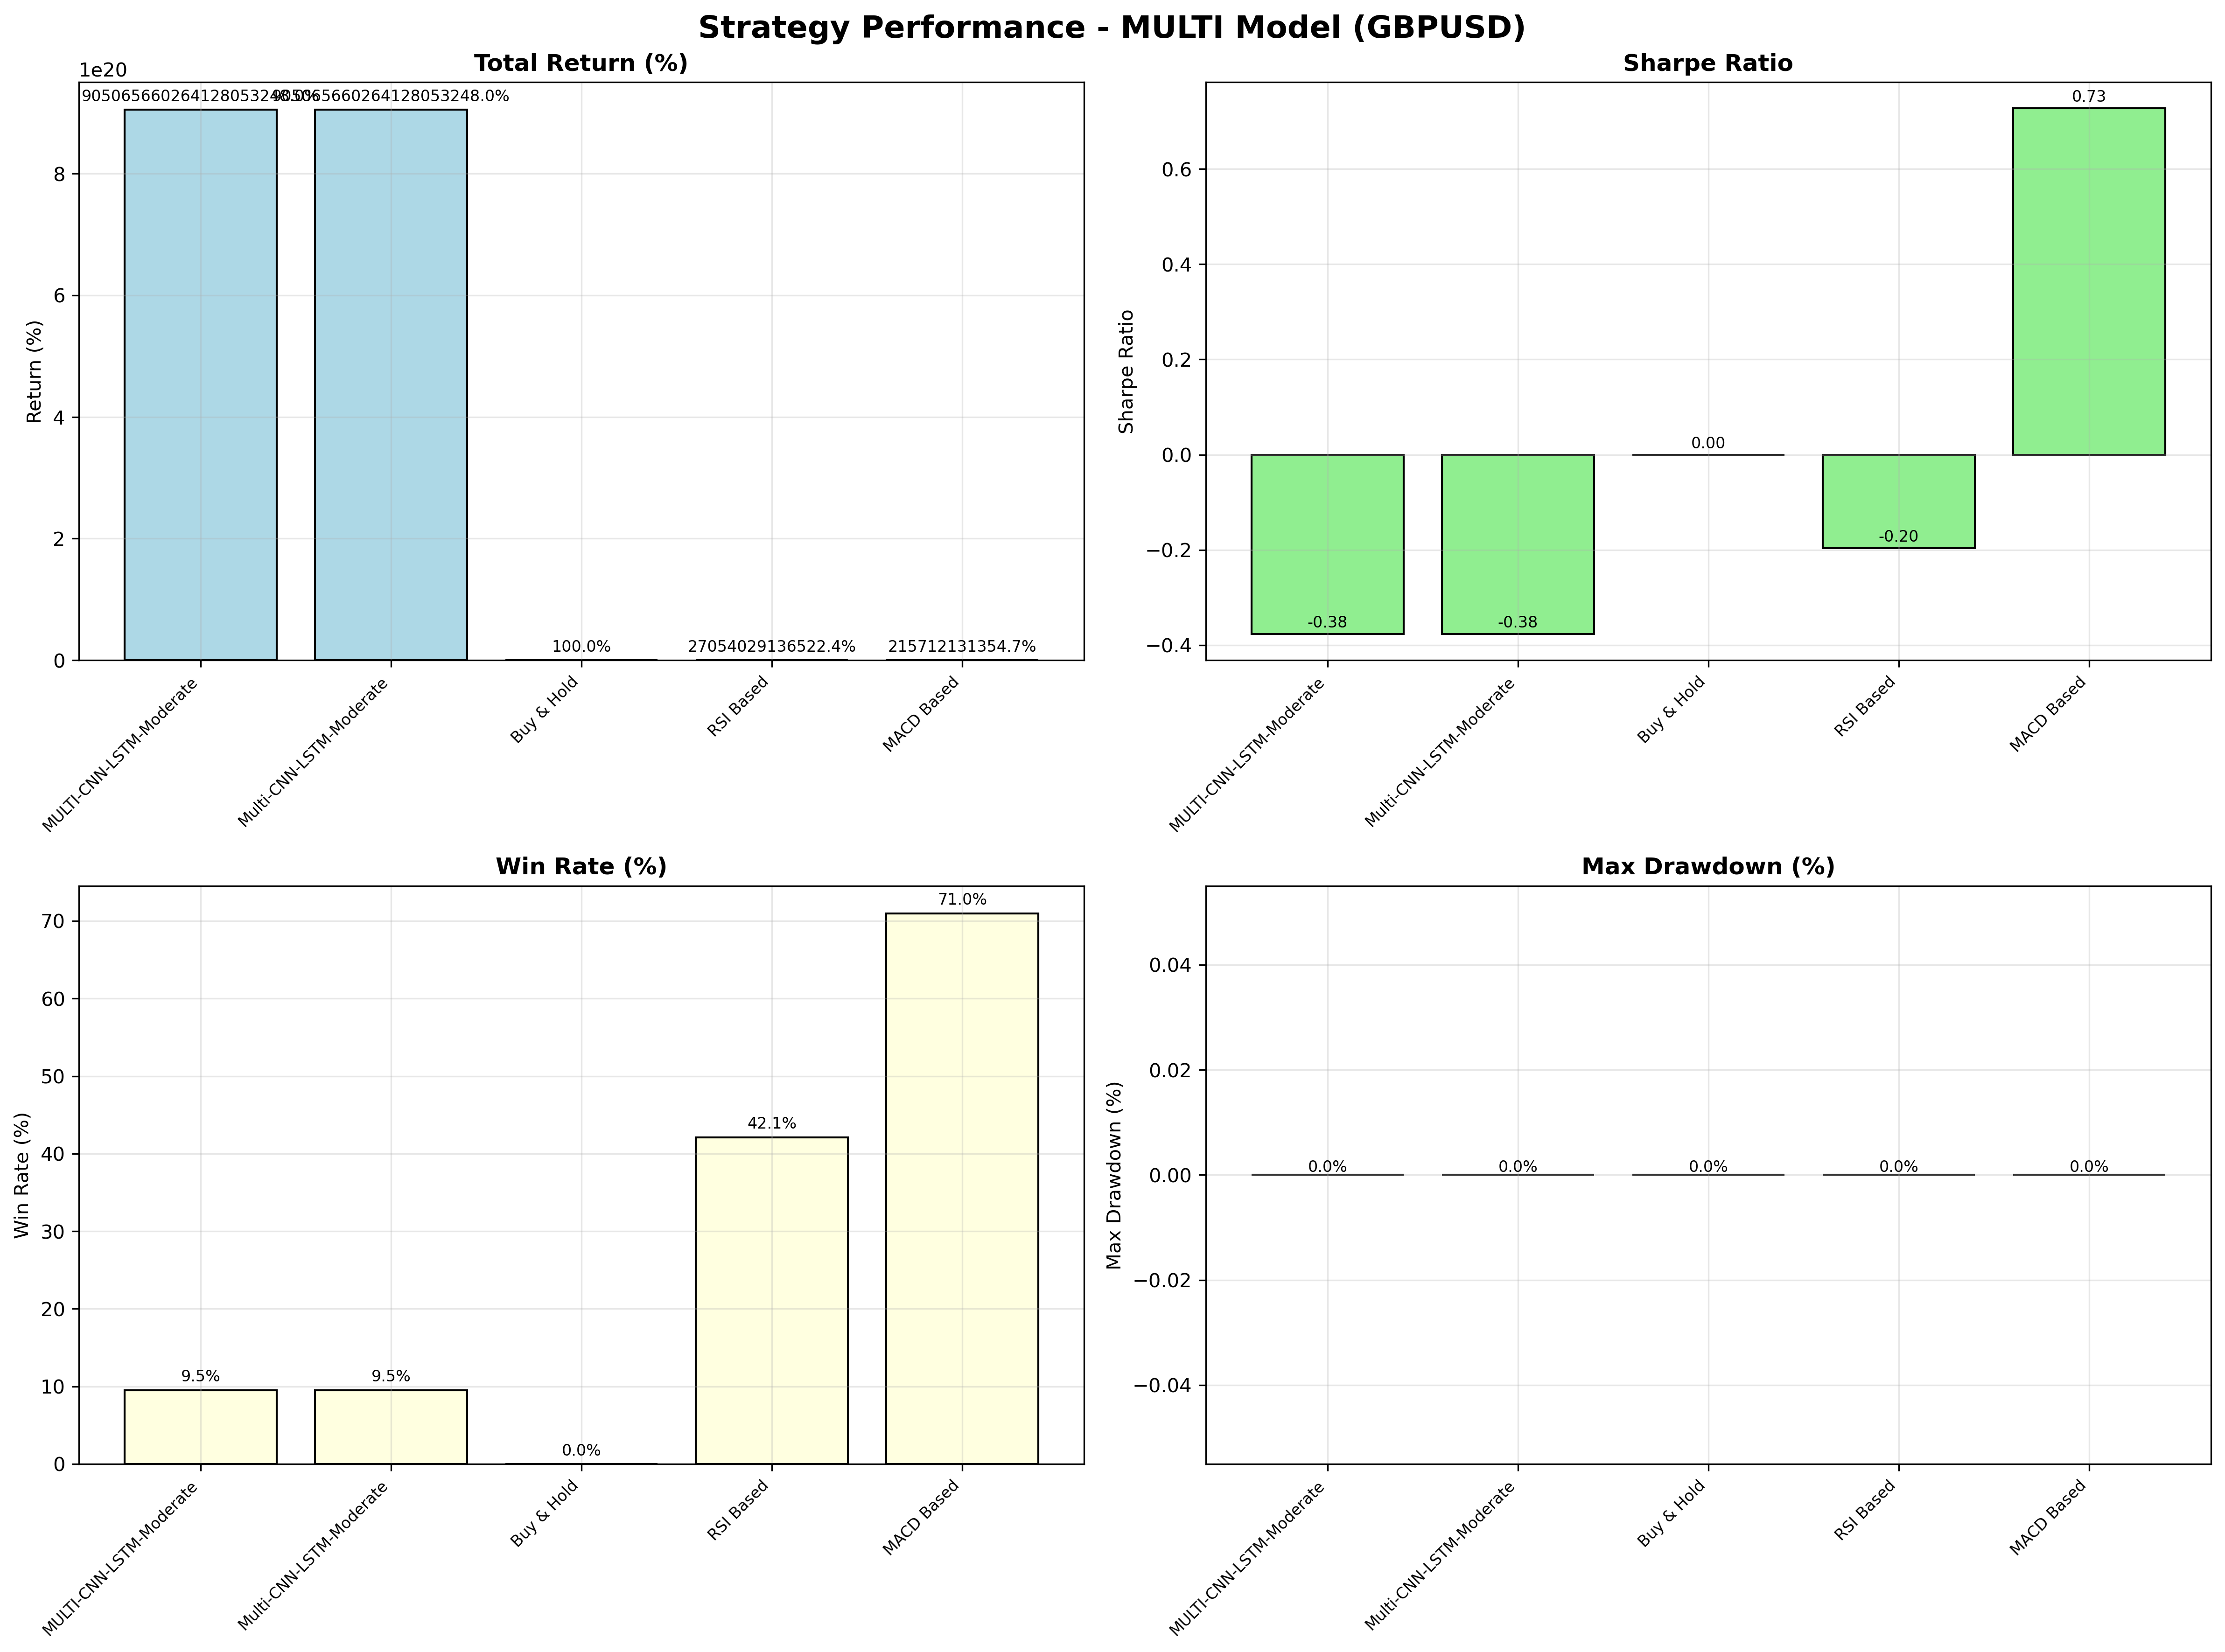 Strategy Performance - MULTI Model (GBPUSD)
Total Return (%)
1e20
905065660264128053248.0%
905065660264128053248.0%
8
6
4
2
0
Return (%)
100.0%
27054029136522.4%
215712131354.7%
MULTI-CNN-LSTM-Moderate
Multi-CNN-LSTM-Moderate
Buy & Hold
RSI Based
MACD Based
Sharpe Ratio
0.73
0.6
0.4
0.2
0.0
−0.2
−0.4
Sharpe Ratio
-0.38
-0.38
0.00
-0.20
MULTI-CNN-LSTM-Moderate
Multi-CNN-LSTM-Moderate
Buy & Hold
RSI Based
MACD Based
Win Rate (%)
71.0%
70
60
50
40
30
20
10
0
Win Rate (%)
9.5%
9.5%
0.0%
42.1%
MULTI-CNN-LSTM-Moderate
Multi-CNN-LSTM-Moderate
Buy & Hold
RSI Based
MACD Based
Max Drawdown (%)
0.04
0.02
0.00
−0.02
−0.04
Max Drawdown (%)
0.0%
0.0%
0.0%
0.0%
0.0%
MULTI-CNN-LSTM-Moderate
Multi-CNN-LSTM-Moderate
Buy & Hold
RSI Based
MACD Based